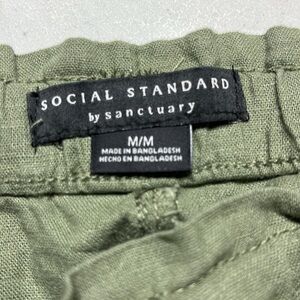 SOCIAL STANDARD
by sanctuary
M/M
MADE IN BANGLADESH
HECHO EN BANGLADESH